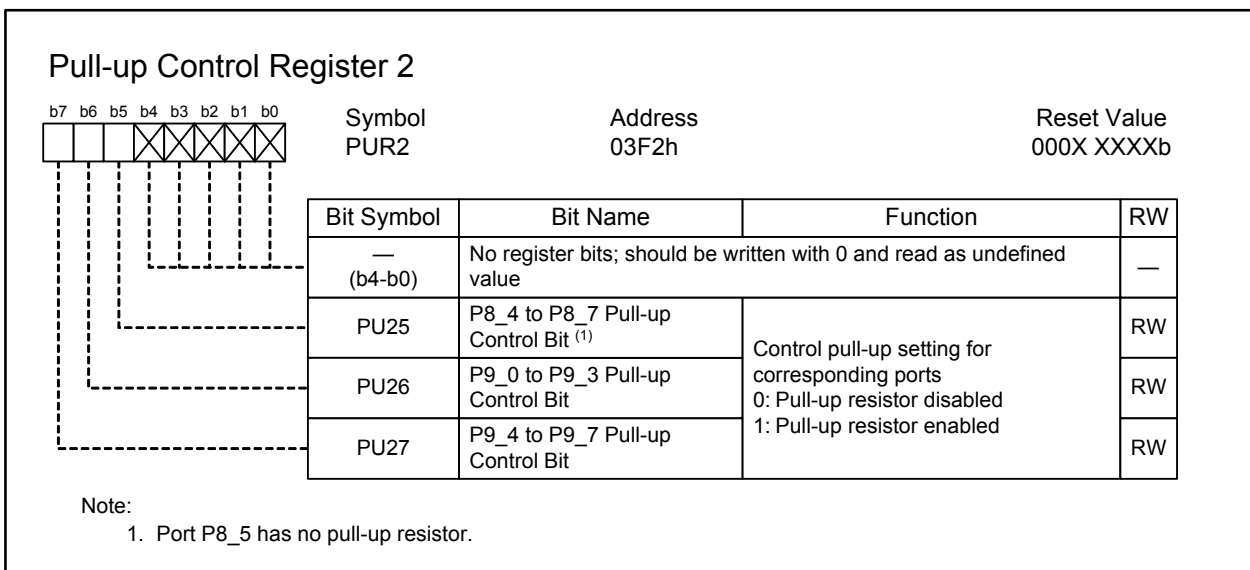 Pull-up Control Register 2
b7 b6 b5 b4 b3 b2 b1 b0
Symbol Address Reset Value
PUR2 03F2h 000X XXXXb
Bit Symbol Bit Name Function RW
— (b4-b0) No register bits; should be written with 0 and read as undefined value —
PU25 P8_4 to P8_7 Pull-up Control Bit (1) RW
Control pull-up setting for
corresponding ports
0: Pull-up resistor disabled
1: Pull-up resistor enabled
PU26 P9_0 to P9_3 Pull-up Control Bit RW
PU27 P9_4 to P9_7 Pull-up Control Bit RW
Note:
1. Port P8_5 has no pull-up resistor.